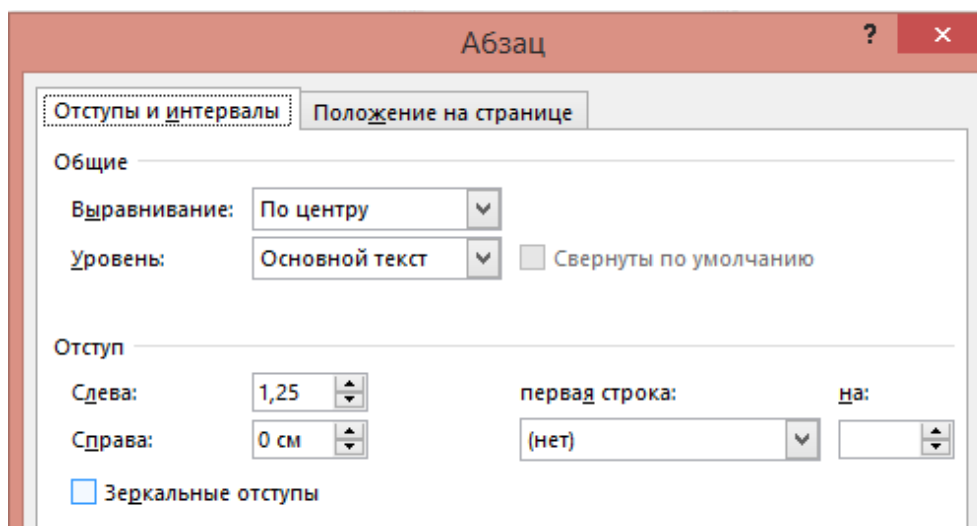 Абзац ? ×
Отступы и интервалы Положение на странице
Общие
Выравнивание: По центру
Уровень: Основной текст Свернуты по умолчанию
Отступ
Слева: 1,25 первая строка: на:
Справа: 0 см (нет)
Зеркальные отступы